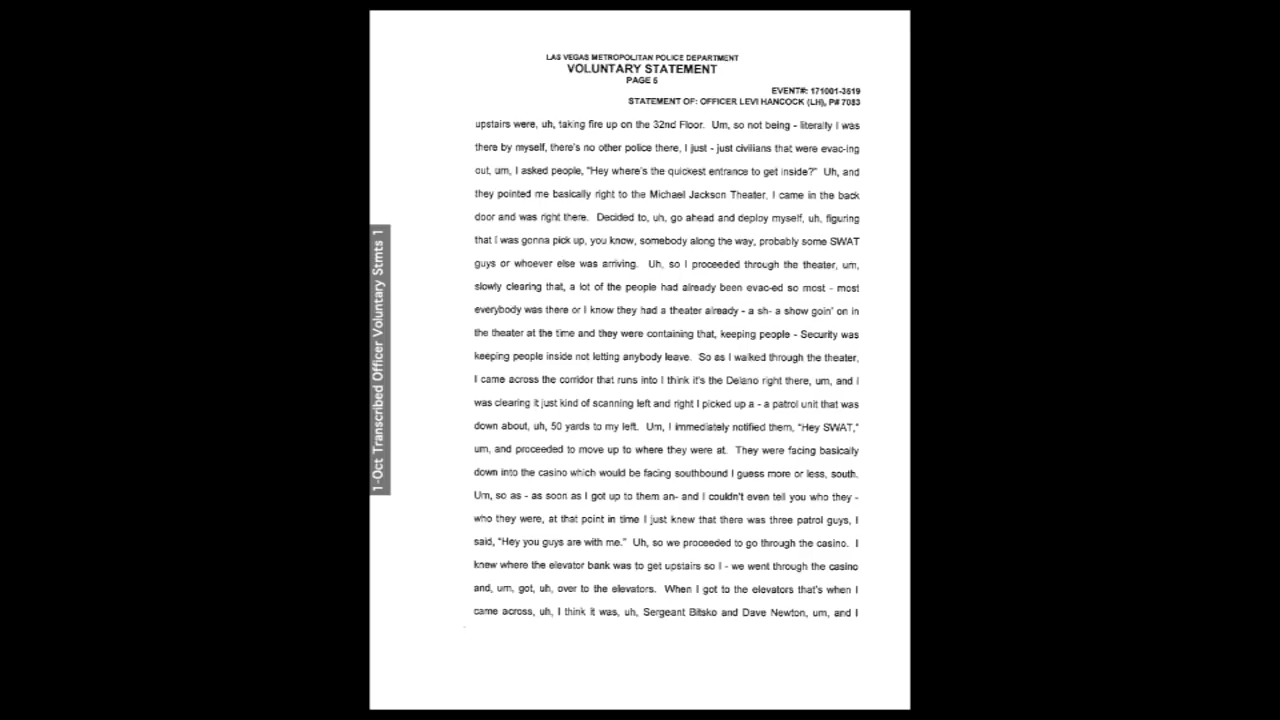 LAS VEGAS METROPOLITAN POLICE DEPARTMENT
VOLUNTARY STATEMENT
PAGE 5
EVENT#: 171001-3519
STATEMENT OF: OFFICER LEVI HANCOCK (LH), P# 7083
upstairs were, uh, taking fire up on the 32nd Floor. Um, so not being - literally I was
there by myself, there's no other police there, I just - just civilians that were evac-ing
out, um, I asked people, "Hey where's the quickest entrance to get inside?" Uh, and
they pointed me basically right to the Michael Jackson Theater, I came in the back
door and was right there. Decided to, uh, go ahead and deploy myself, uh, figuring
that I was gonna pick up, you know, somebody along the way, probably some SWAT
guys or whoever else was arriving. Uh, so I proceeded through the theater, um,
slowly clearing that, a lot of the people had already been evac-ed so most - most
everybody was there or I know they had a theater already - a sh- a show goin' on in
the theater at the time and they were containing that, keeping people - Security was
keeping people inside not letting anybody leave. So as I walked through the theater,
I came across the corridor that runs into I think it's the Delano right there, um, and I
was clearing it just kind of scanning left and right I picked up a - a patrol unit that was
down about, uh, 50 yards to my left. Um, I immediately notified them, "Hey SWAT,"
um, and proceeded to move up to where they were at. They were facing basically
down into the casino which would be facing southbound I guess more or less, south.
Um, so as - as soon as I got up to them an- and I couldn't even tell you who they -
who they were, at that point in time I just knew that there was three patrol guys, I
said, "Hey you guys are with me." Uh, so we proceeded to go through the casino. I
knew where the elevator bank was to get upstairs so I - we went through the casino
and, um, got, uh, over to the elevators. When I got to the elevators that's when I
came across, uh, I think it was, uh, Sergeant Bitsko and Dave Newton, um, and I
1-Oct Transcribed Officer Voluntary Stmts 1